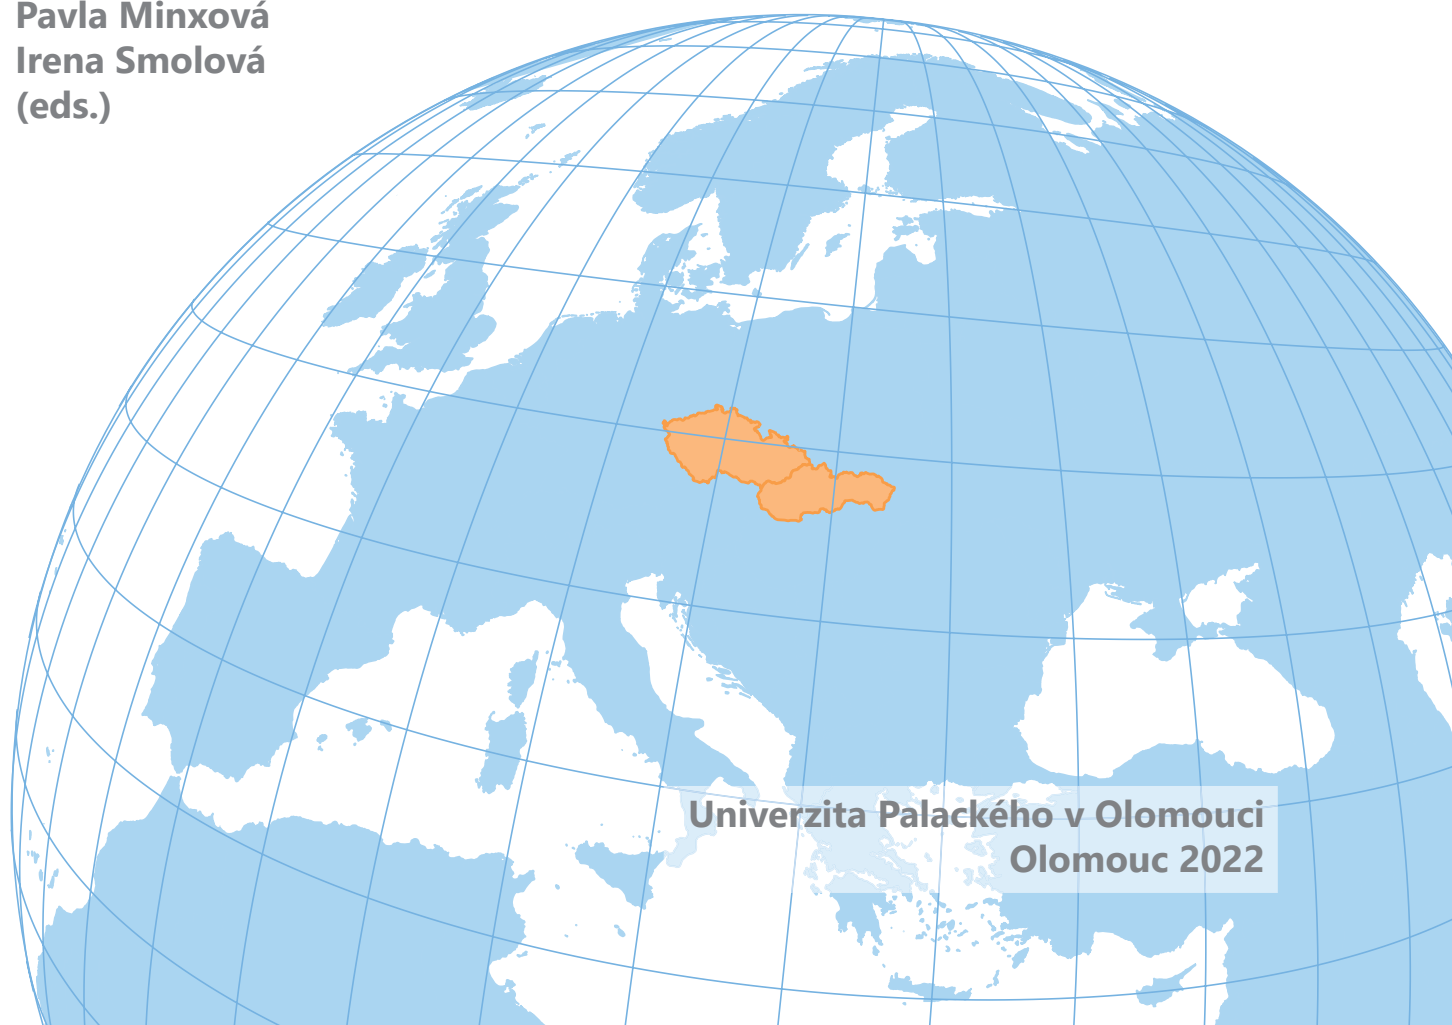 Pavla Minxová
Irena Smolová
(eds.)
Univerzita Palackého v Olomouci
Olomouc 2022